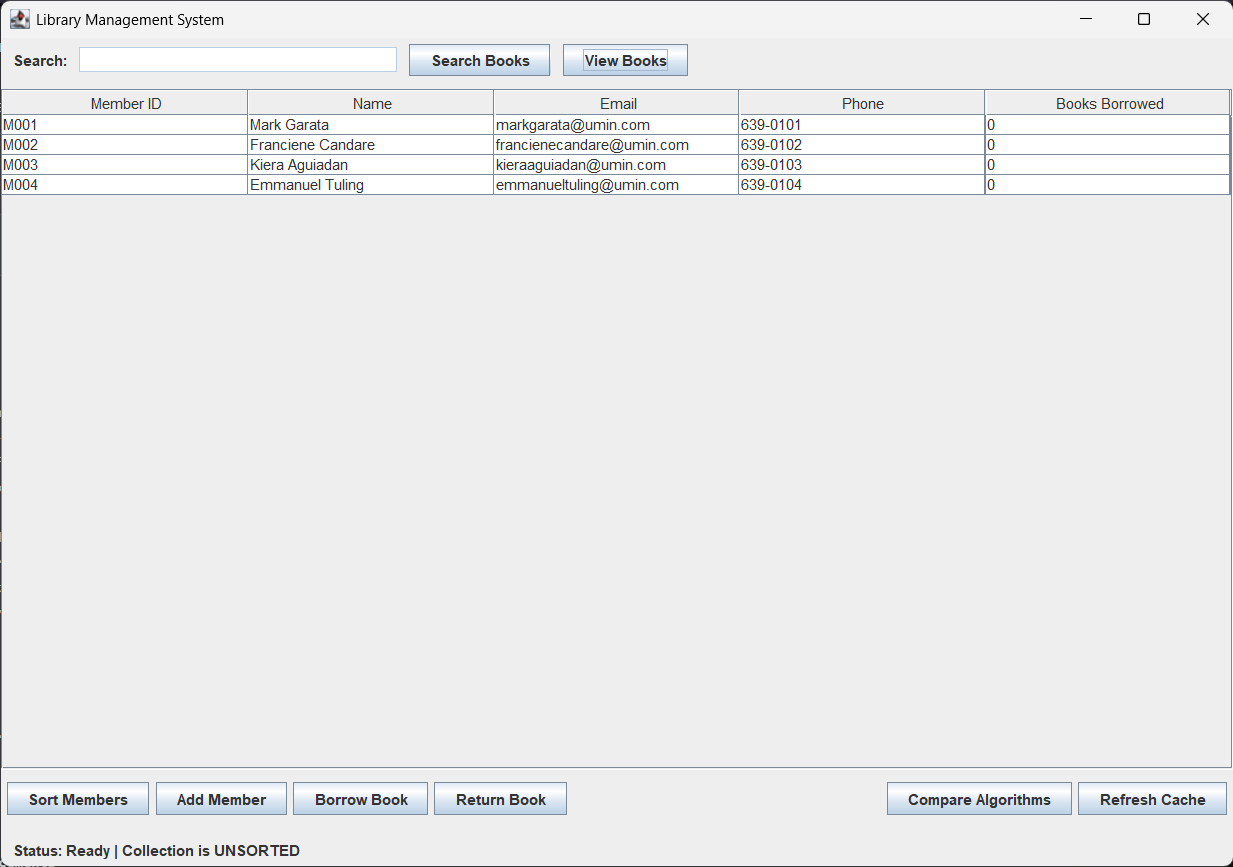 Library Management System
Search: Search Books View Books
Member ID Name Email Phone Books Borrowed
M001 Mark Garata markgarata@umin.com 639-0101 0
M002 Franciene Candare francienecandare@umin.com 639-0102 0
M003 Kiera Aguiadan kieraaguiadan@umin.com 639-0103 0
M004 Emmanuel Tuling emmanueltuling@umin.com 639-0104 0
Sort Members Add Member Borrow Book Return Book Compare Algorithms Refresh Cache
Status: Ready | Collection is UNSORTED